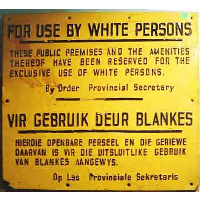 FOR USE BY WHITE PERSONS
THESE PUBLIC PREMISES AND THE AMENITIES
THEREOF HAVE BEEN RESERVED FOR THE
EXCLUSIVE USE OF WHITE PERSONS.
By Order Provincial Secretary
VIR GEBRUIK DEUR BLANKES
HIERDIE OPENBARE PERSEEL EN DIE GERIEWE
DAARVAN IS VIR DIE UITSLUITLIKE GEBRUIK
VAN BLANKES AANGEWYS.
Op Las Provinsiale Sekretaris